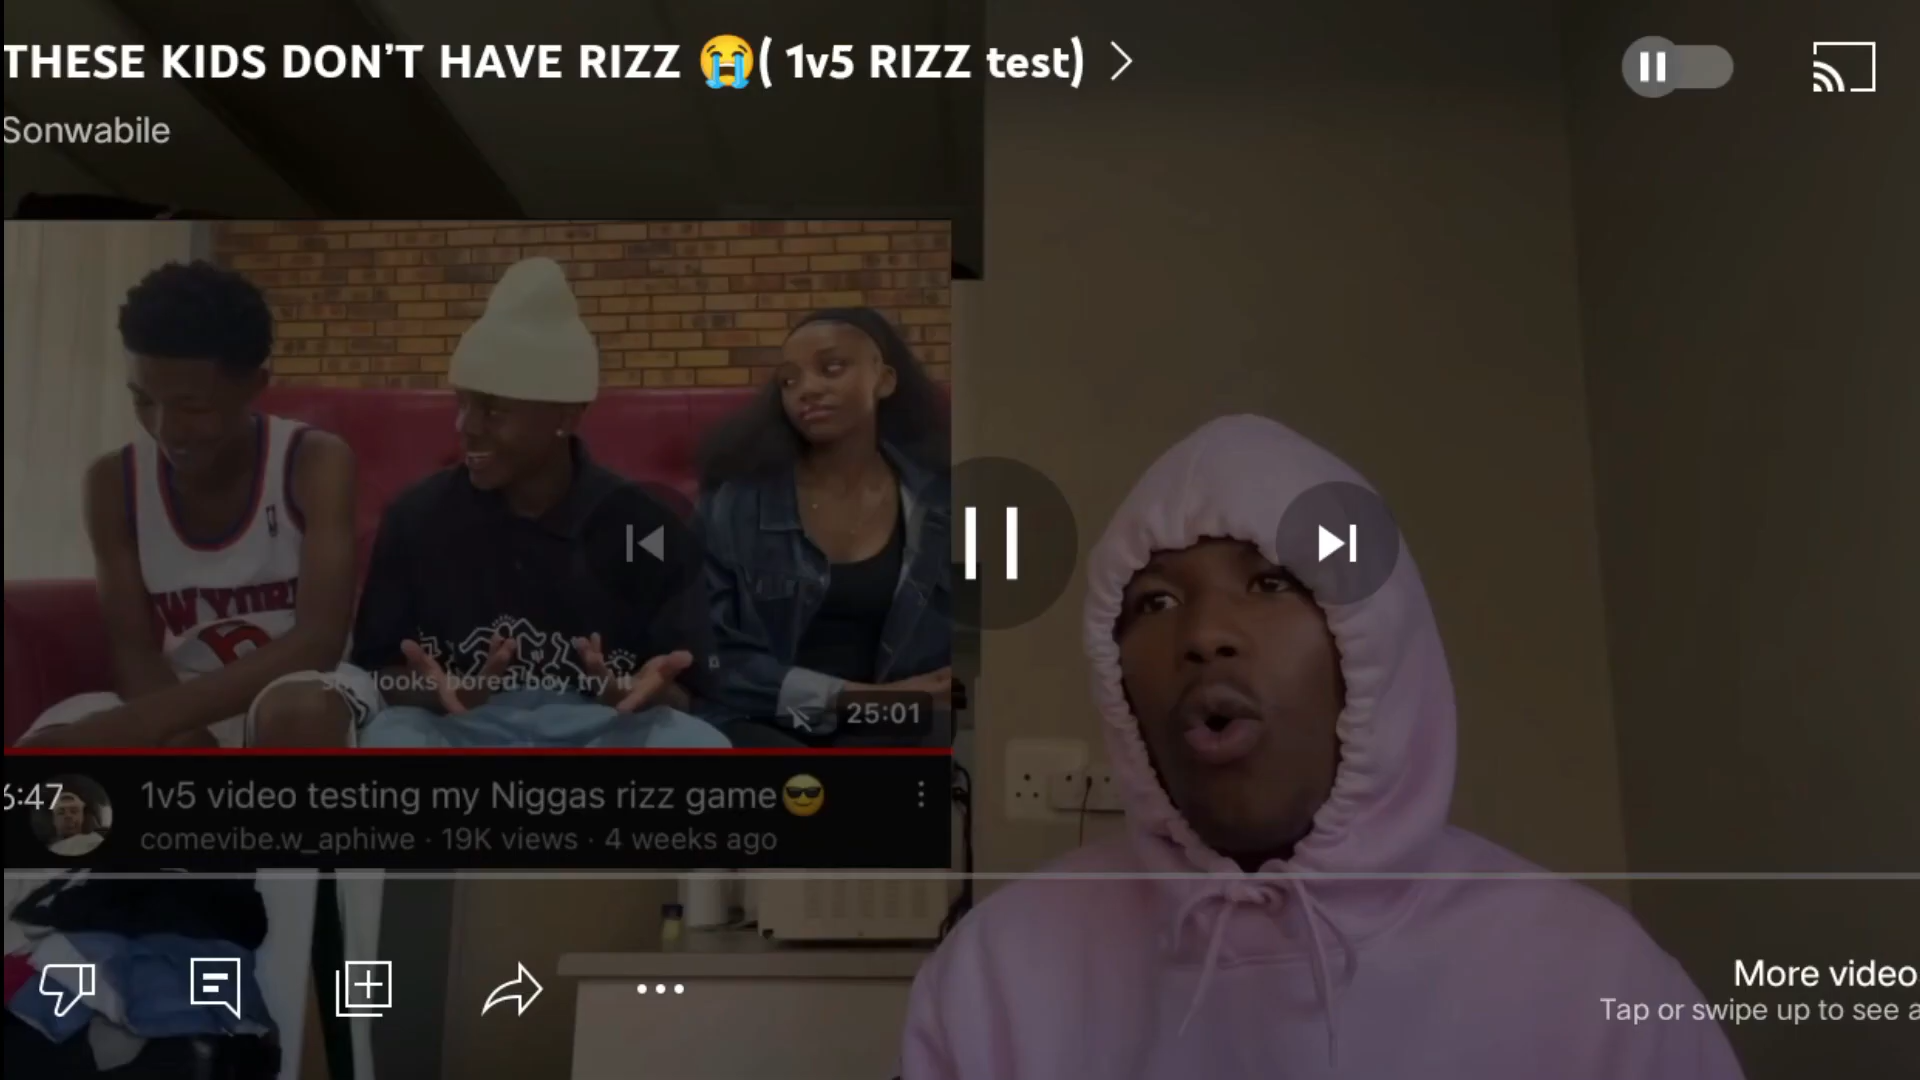 THESE KIDS DON'T HAVE RIZZ 😭( 1v5 RIZZ test)
Sonwabile
looks bored boy try it
25:01
6:47
1v5 video testing my Niggas rizz game😎
comevibe.w_aphiwe · 19K views · 4 weeks ago
More video
Tap or swipe up to see a